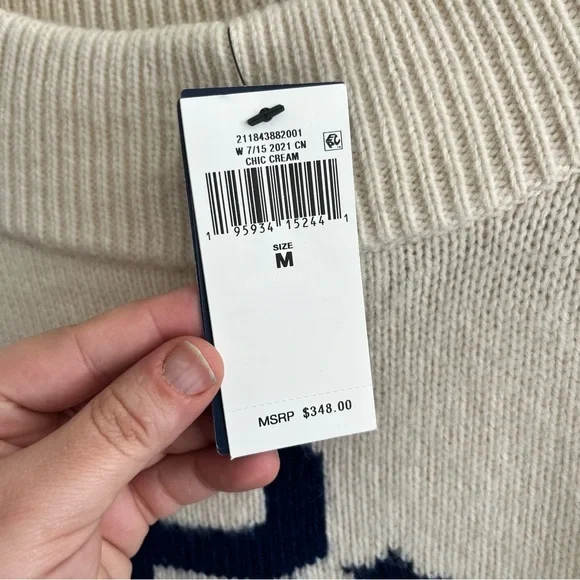 211843882001
W 7/15 2021 CN
CHIC CREAM
1 95934 15244 1
SIZE
M
MSRP $348.00